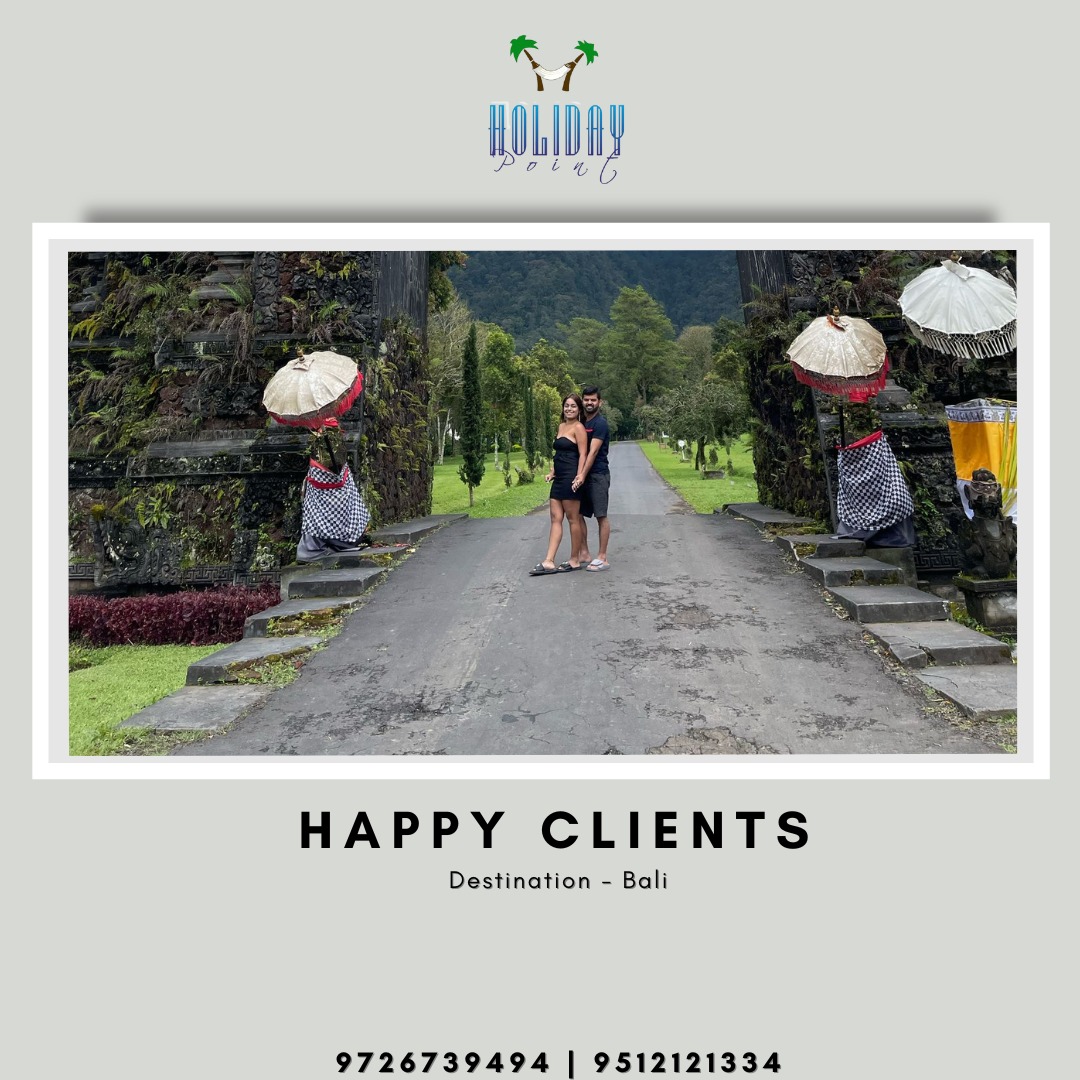 HOLIDAY
Point
HAPPY CLIENTS
Destination - Bali
9726739494 | 9512121334